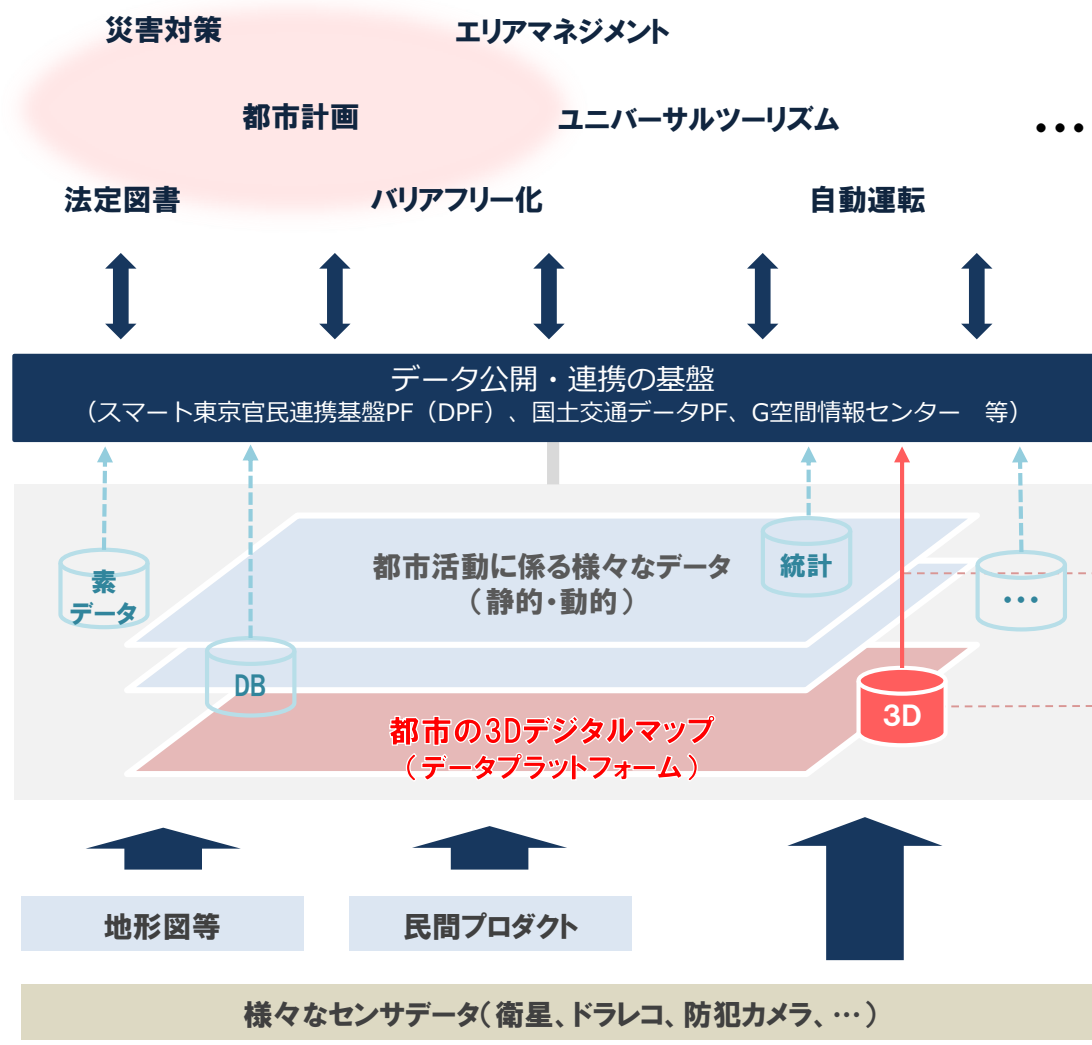 災害対策
エリアマネジメント
都市計画
ユニバーサルツーリズム
…
法定図書
バリアフリー化
自動運転
データ公開・連携の基盤
（スマート東京官民連携基盤PF（DPF）、国土交通データPF、G空間情報センター　等）
都市活動に係る様々なデータ
（静的・動的）
統計
素
データ
…
DB
3D
都市の3Dデジタルマップ
（データプラットフォーム）
地形図等
民間プロダクト
様々なセンサデータ（衛星、ドラレコ、防犯カメラ、…）